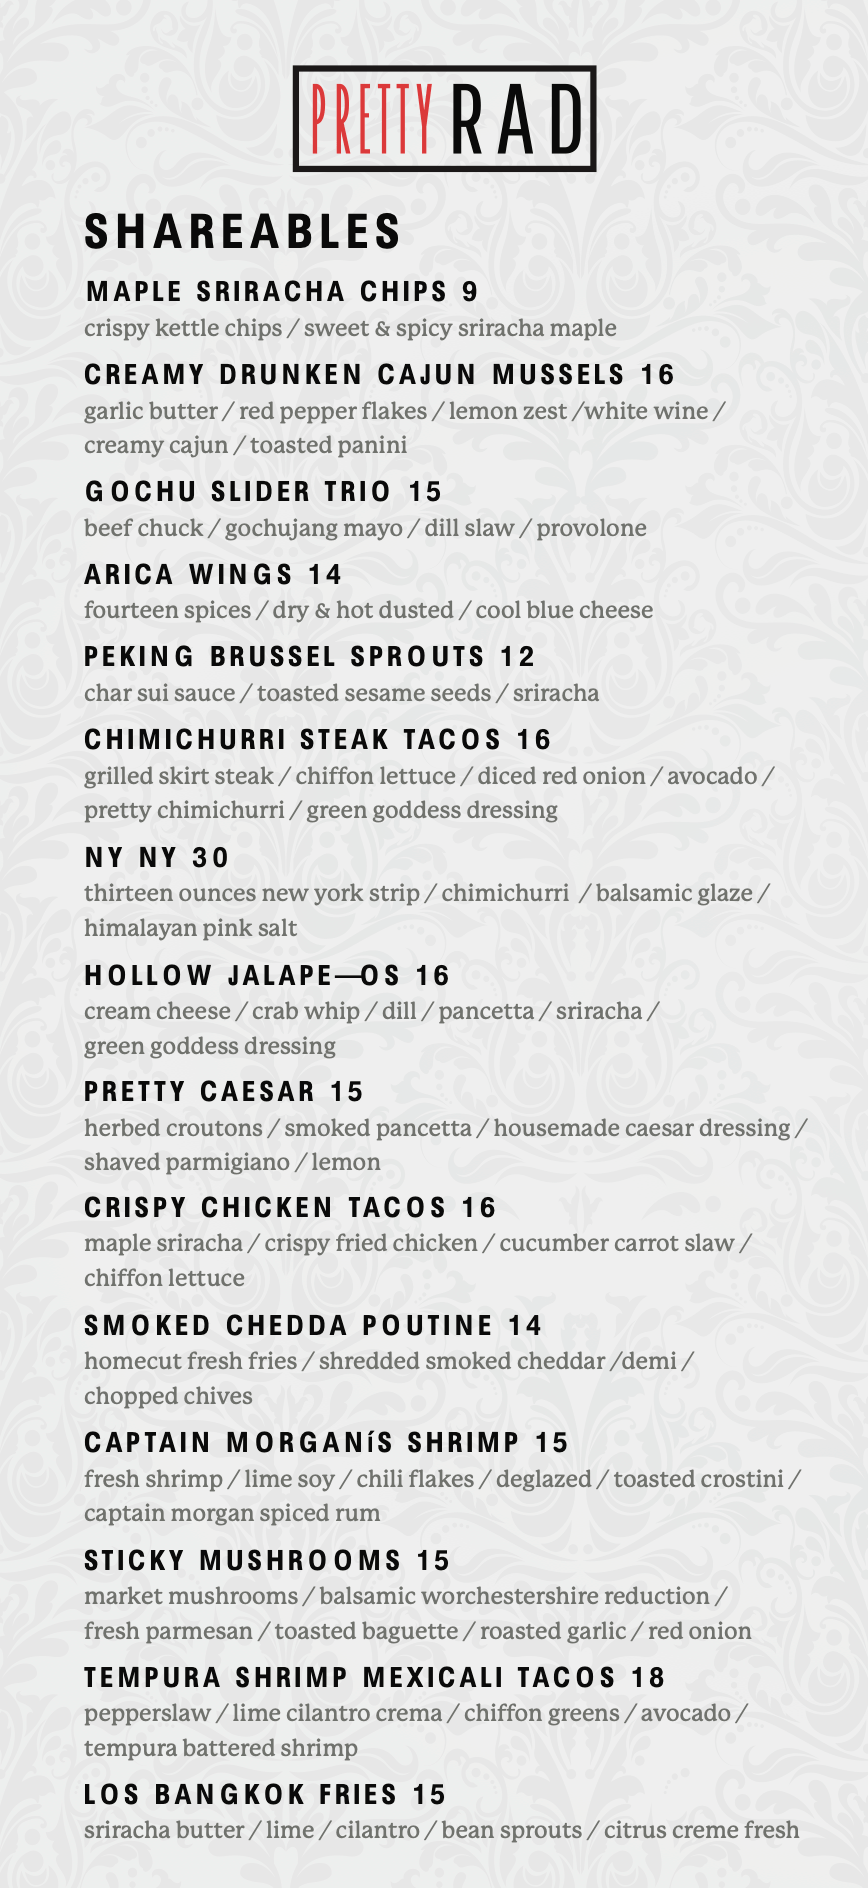 PRETTY RAD
SHAREABLES
MAPLE SRIRACHA CHIPS 9
crispy kettle chips / sweet & spicy sriracha maple
CREAMY DRUNKEN CAJUN MUSSELS 16
garlic butter / red pepper flakes / lemon zest /white wine /
creamy cajun / toasted panini
GOCHU SLIDER TRIO 15
beef chuck / gochujang mayo / dill slaw / provolone
ARICA WINGS 14
fourteen spices / dry & hot dusted / cool blue cheese
PEKING BRUSSEL SPROUTS 12
char sui sauce / toasted sesame seeds / sriracha
CHIMICHURRI STEAK TACOS 16
grilled skirt steak / chiffon lettuce / diced red onion / avocado /
pretty chimichurri / green goddess dressing
NY NY 30
thirteen ounces new york strip / chimichurri / balsamic glaze /
himalayan pink salt
HOLLOW JALAPE—OS 16
cream cheese / crab whip / dill / pancetta / sriracha /
green goddess dressing
PRETTY CAESAR 15
herbed croutons / smoked pancetta / housemade caesar dressing /
shaved parmigiano / lemon
CRISPY CHICKEN TACOS 16
maple sriracha / crispy fried chicken / cucumber carrot slaw /
chiffon lettuce
SMOKED CHEDDA POUTINE 14
homecut fresh fries / shredded smoked cheddar /demi /
chopped chives
CAPTAIN MORGANíS SHRIMP 15
fresh shrimp / lime soy / chili flakes / deglazed / toasted crostini /
captain morgan spiced rum
STICKY MUSHROOMS 15
market mushrooms / balsamic worchestershire reduction /
fresh parmesan / toasted baguette / roasted garlic / red onion
TEMPURA SHRIMP MEXICALI TACOS 18
pepperslaw / lime cilantro crema / chiffon greens / avocado /
tempura battered shrimp
LOS BANGKOK FRIES 15
sriracha butter / lime / cilantro / bean sprouts / citrus creme fresh